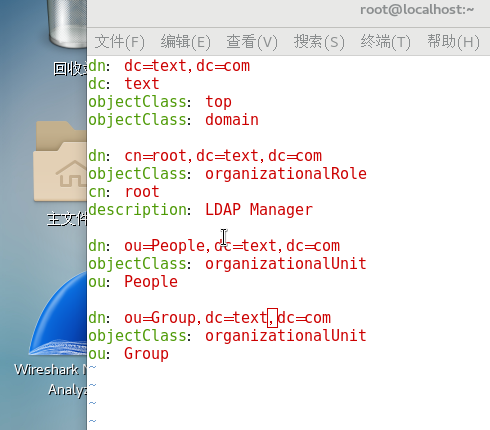 root@localhost:~
文件(F) 编辑(E) 查看(V) 搜索(S) 终端(T) 帮助(H)
回收
主文件
Wireshark N
Analyz
dn: dc=text,dc=com
dc: text
objectClass: top
objectClass: domain
dn: cn=root,dc=text,dc=com
objectClass: organizationalRole
cn: root
description: LDAP Manager
dn: ou=People,dc=text,dc=com
objectClass: organizationalUnit
ou: People
dn: ou=Group,dc=text,dc=com
objectClass: organizationalUnit
ou: Group
~
~
~
~